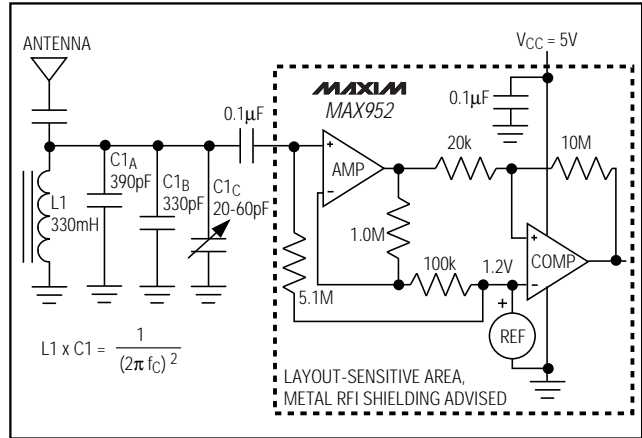 ANTENNA
VCC = 5V
MAXIM
MAX952
0.1μF
0.1μF
20k
10M
AMP
+
−
C1A
390pF
C1B
330pF
C1C
20-60pF
L1
330mH
1.0M
100k
1.2V
+
−
COMP
5.1M
+
REF
L1 x C1 = 1 / (2π fC)2
LAYOUT-SENSITIVE AREA,
METAL RFI SHIELDING ADVISED